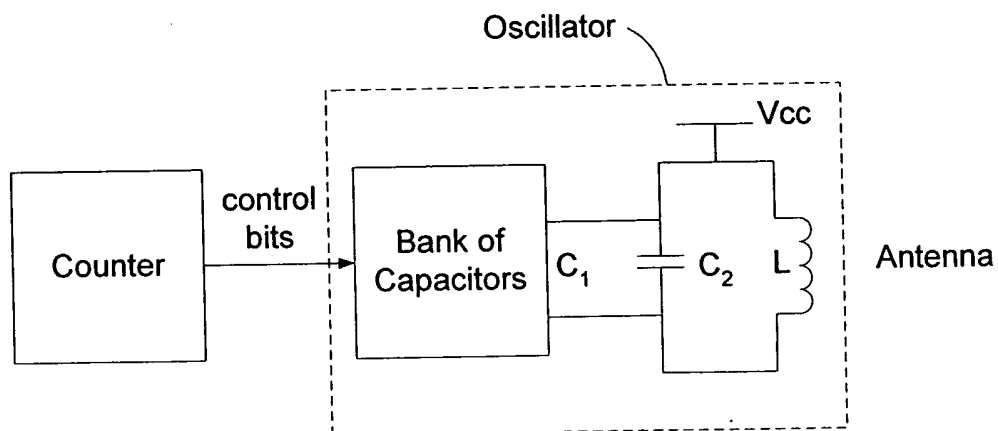 Oscillator
Vcc
control
bits
Counter
Bank of
Capacitors
C₁
C₂
L
Antenna